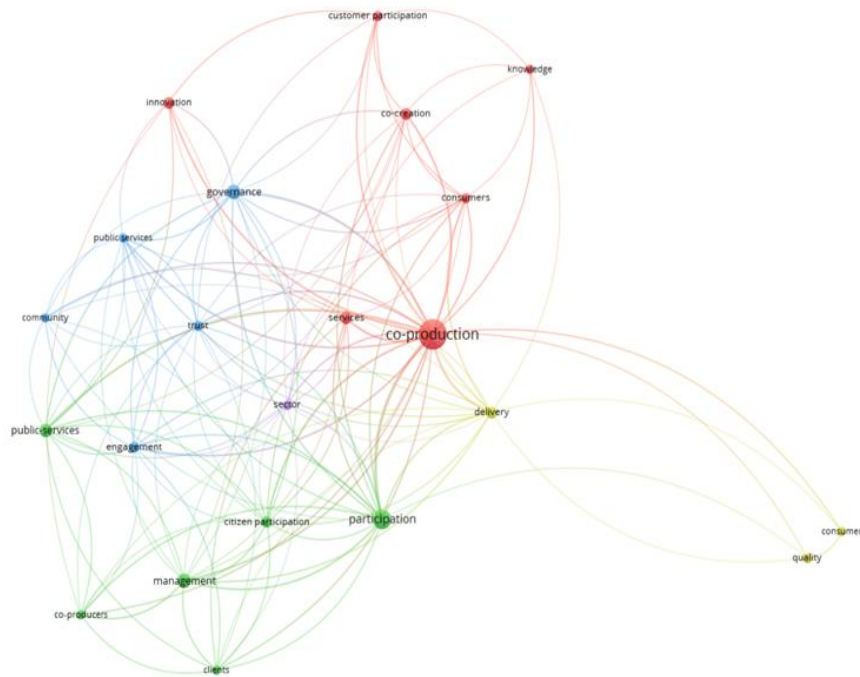 customer participation
knowledge
innovation
co-creation
governance
consumers
public services
community
trust
services
co-production
sector
delivery
public-services
engagement
citizen participation
participation
consumer
quality
management
co-producers
clients